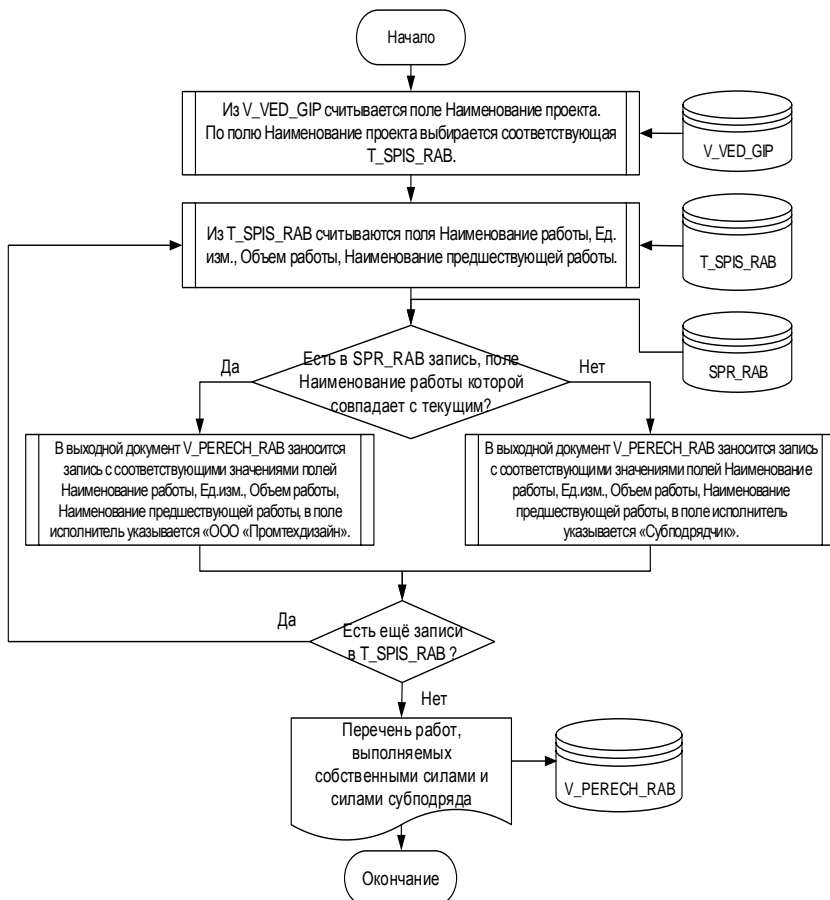 Начало
Из V_VED_GIP считывается поле Наименование проекта.
По полю Наименование проекта выбирается соответствующая
T_SPIS_RAB.
V_VED_GIP
Из T_SPIS_RAB считываются поля Наименование работы, Ед.
изм., Объем работы, Наименование предшествующей работы.
T_SPIS_RAB
Есть в SPR_RAB запись, поле
Наименование работы которой
совпадает с текущим?
Да
Нет
SPR_RAB
В выходной документ V_PERECH_RAB заносится
запись с соответствующими значениями полей
Наименование работы, Ед.изм., Объем работы,
Наименование предшествующей работы, в поле
исполнитель указывается «ООО «Промтехдизайн».
В выходной документ V_PERECH_RAB заносится запись
с соответствующими значениями полей Наименование
работы, Ед.изм., Объем работы, Наименование
предшествующей работы, в поле исполнитель
указывается «Субподрядчик».
Да
Есть ещё записи
в T_SPIS_RAB ?
Нет
Перечень работ,
выполняемых
собственными силами и
силами субподряда
V_PERECH_RAB
Окончание